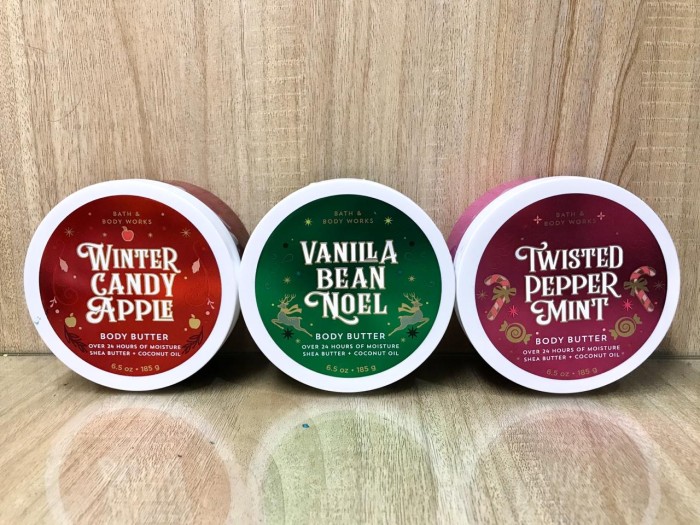 BATH &
BODY WORKS
WINTER
CANDY
APPLE
BODY BUTTER
OVER 24 HOURS OF MOISTURE
SHEA BUTTER + COCONUT OIL
6.5 oz • 185 g
BATH &
BODY WORKS
VANILLA
BEAN
NOEL
BODY BUTTER
OVER 24 HOURS OF MOISTURE
SHEA BUTTER + COCONUT OIL
6.5 oz • 185 g
BATH &
BODY WORKS
TWISTED
PEPPER
MINT
BODY BUTTER
OVER 24 HOURS OF MOISTURE
SHEA BUTTER + COCONUT OIL
6.5 oz • 185 g